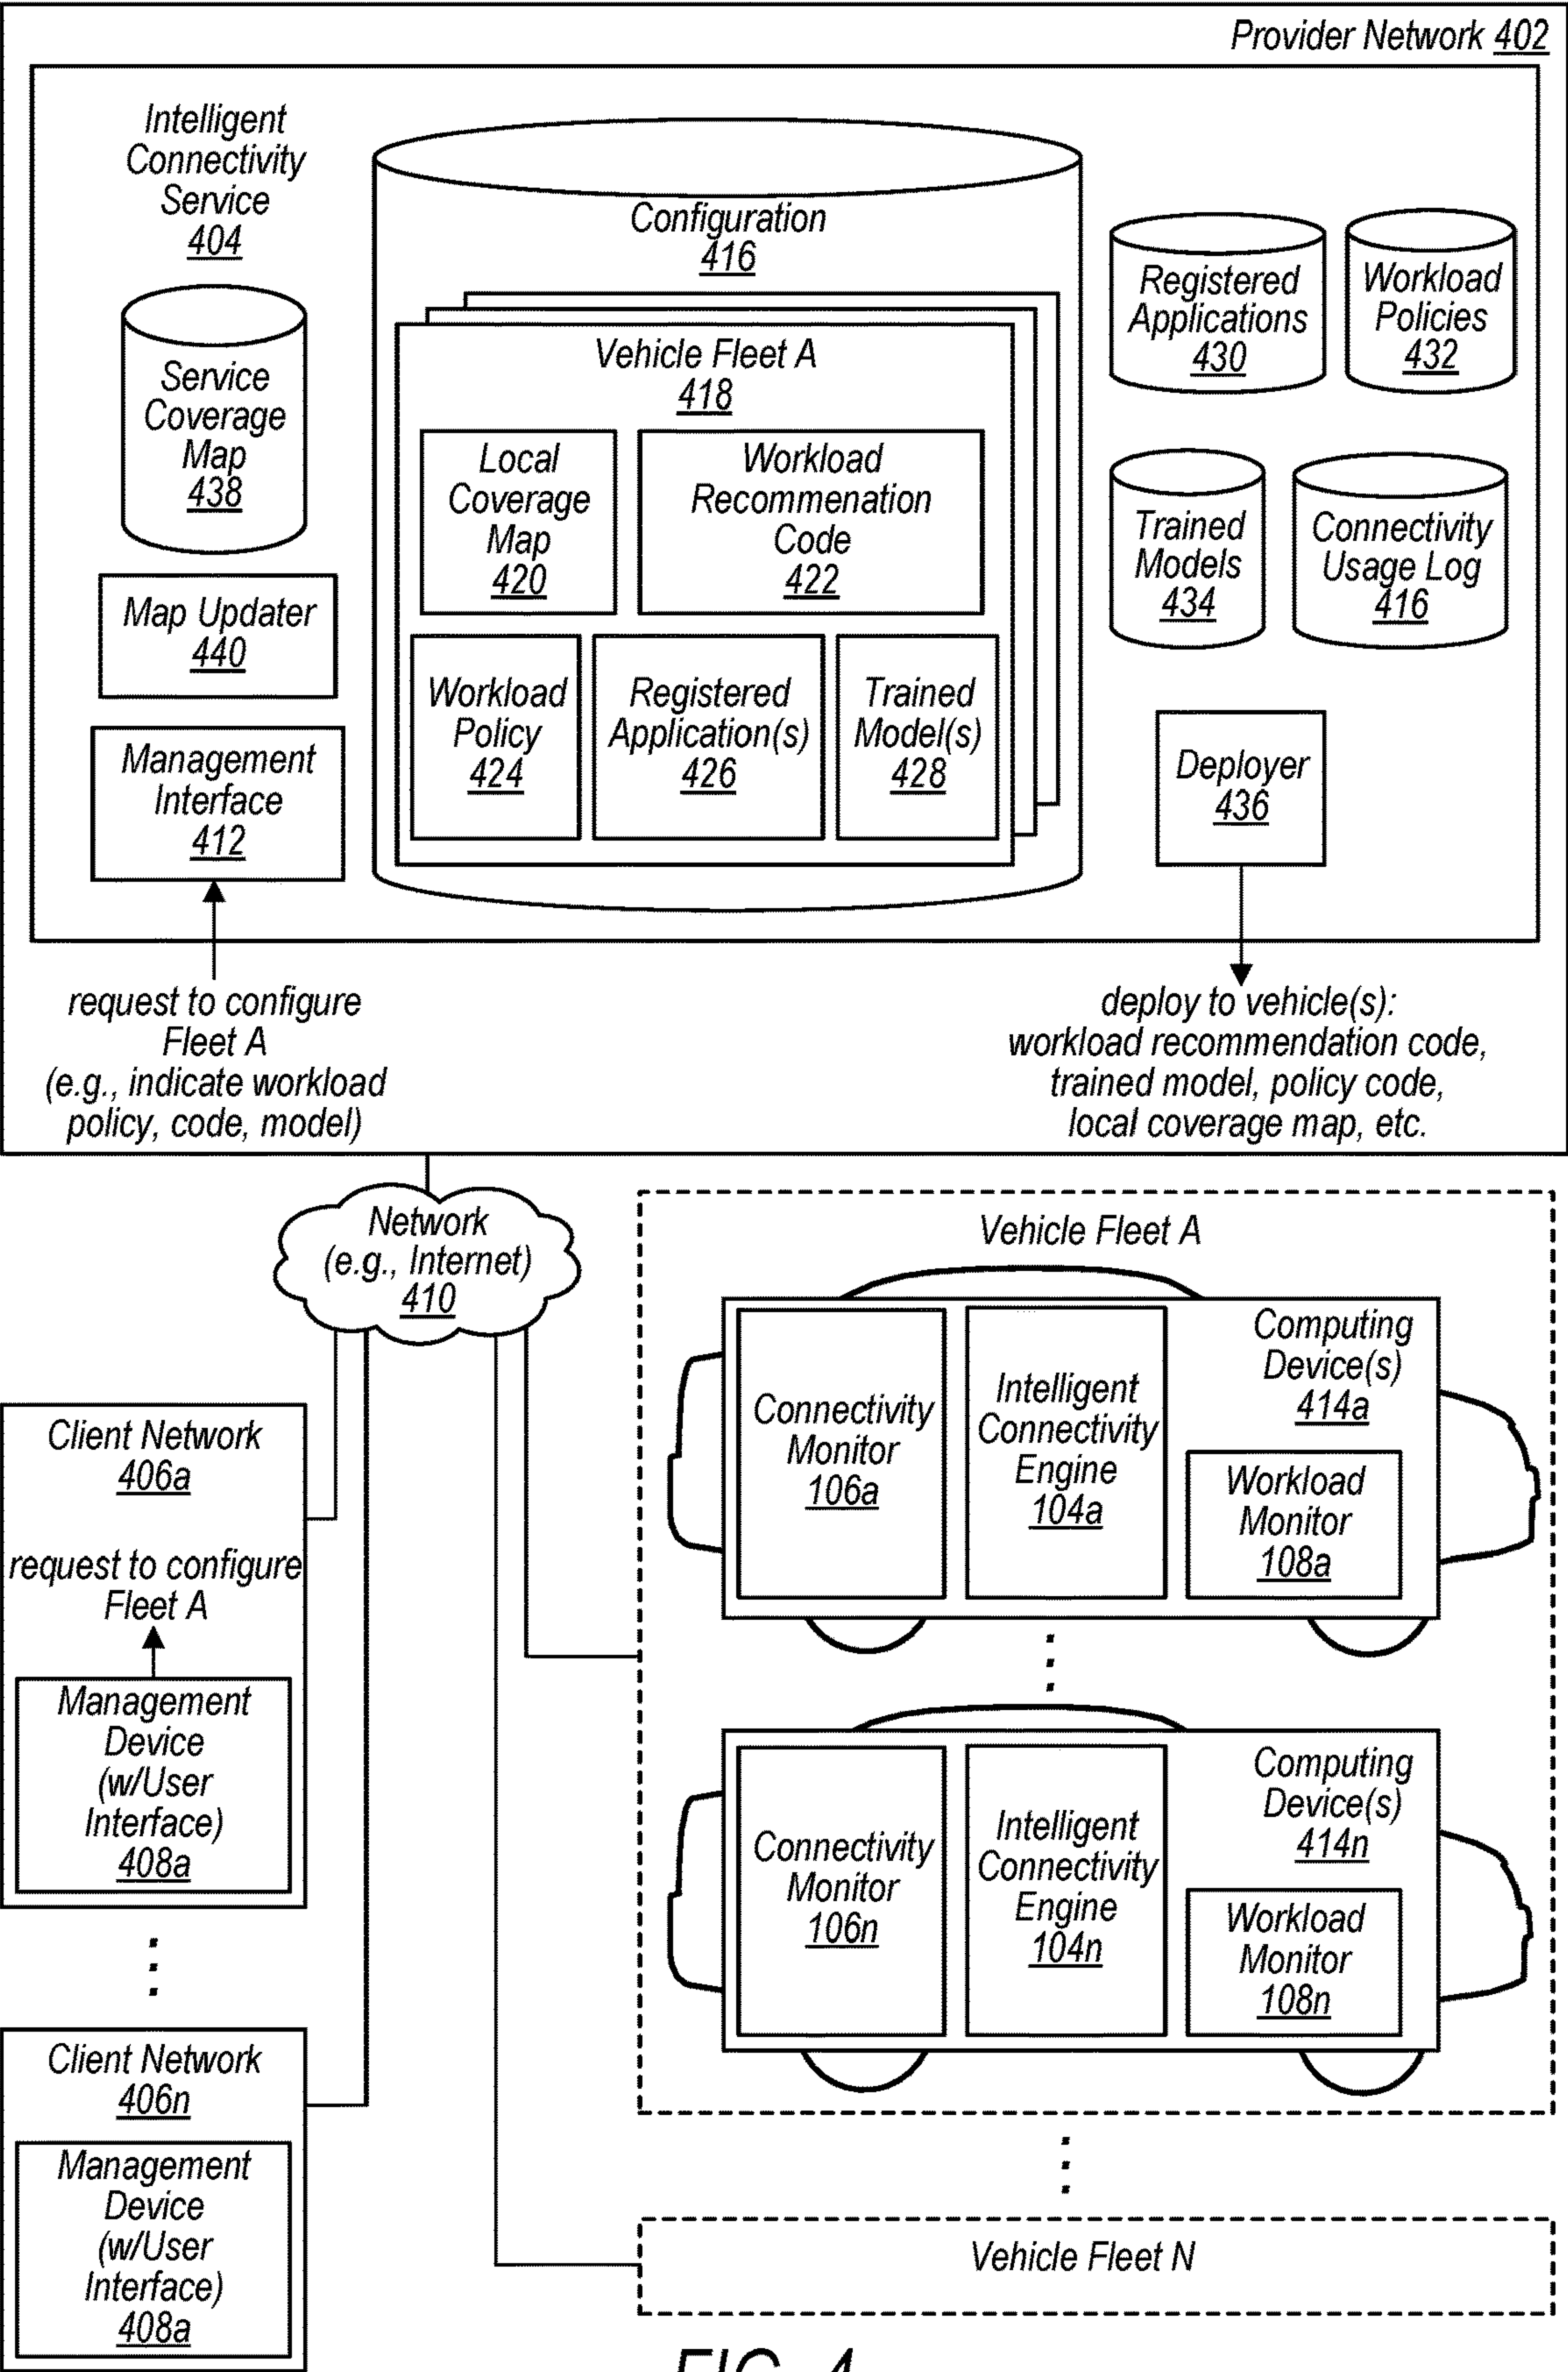 Provider Network 402
Intelligent
Connectivity
Service
404
Service
Coverage
Map
438
Map Updater
440
Management
Interface
412
Configuration
416
Vehicle Fleet A
418
Local
Coverage
Map
420
Workload
Recommenation
Code
422
Workload
Policy
424
Registered
Application(s)
426
Trained
Model(s)
428
Registered
Applications
430
Workload
Policies
432
Trained
Models
434
Connectivity
Usage Log
416
Deployer
436
request to configure
Fleet A
(e.g., indicate workload
policy, code, model)
deploy to vehicle(s):
workload recommendation code,
trained model, policy code,
local coverage map, etc.
Network
(e.g., Internet)
410
Client Network
406a
request to configure
Fleet A
Management
Device
(w/User
Interface)
408a
Client Network
406n
Management
Device
(w/User
Interface)
408a
Vehicle Fleet A
Connectivity
Monitor
106a
Intelligent
Connectivity
Engine
104a
Computing
Device(s)
414a
Workload
Monitor
108a
Connectivity
Monitor
106n
Intelligent
Connectivity
Engine
104n
Computing
Device(s)
414n
Workload
Monitor
108n
Vehicle Fleet N
FIG. 4